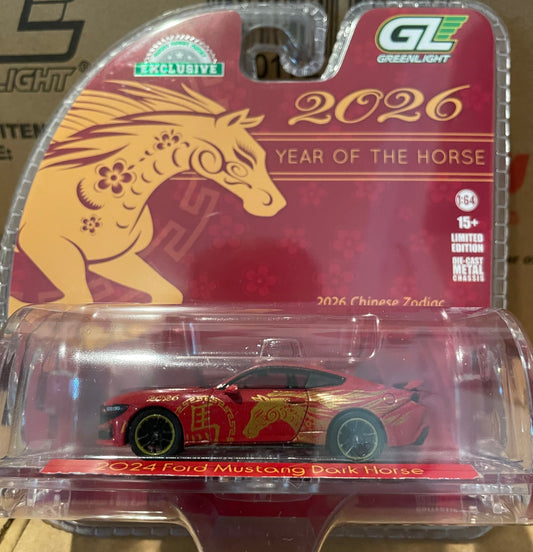 EXCLUSIVE
GL
GREENLIGHT
2026
YEAR OF THE HORSE
1:64
15+
LIMITED
EDITION
DIE-CAST
METAL
CHASSIS
2026 Chinese Zodiac
2026
馬
2024 Ford Mustang Dark Horse